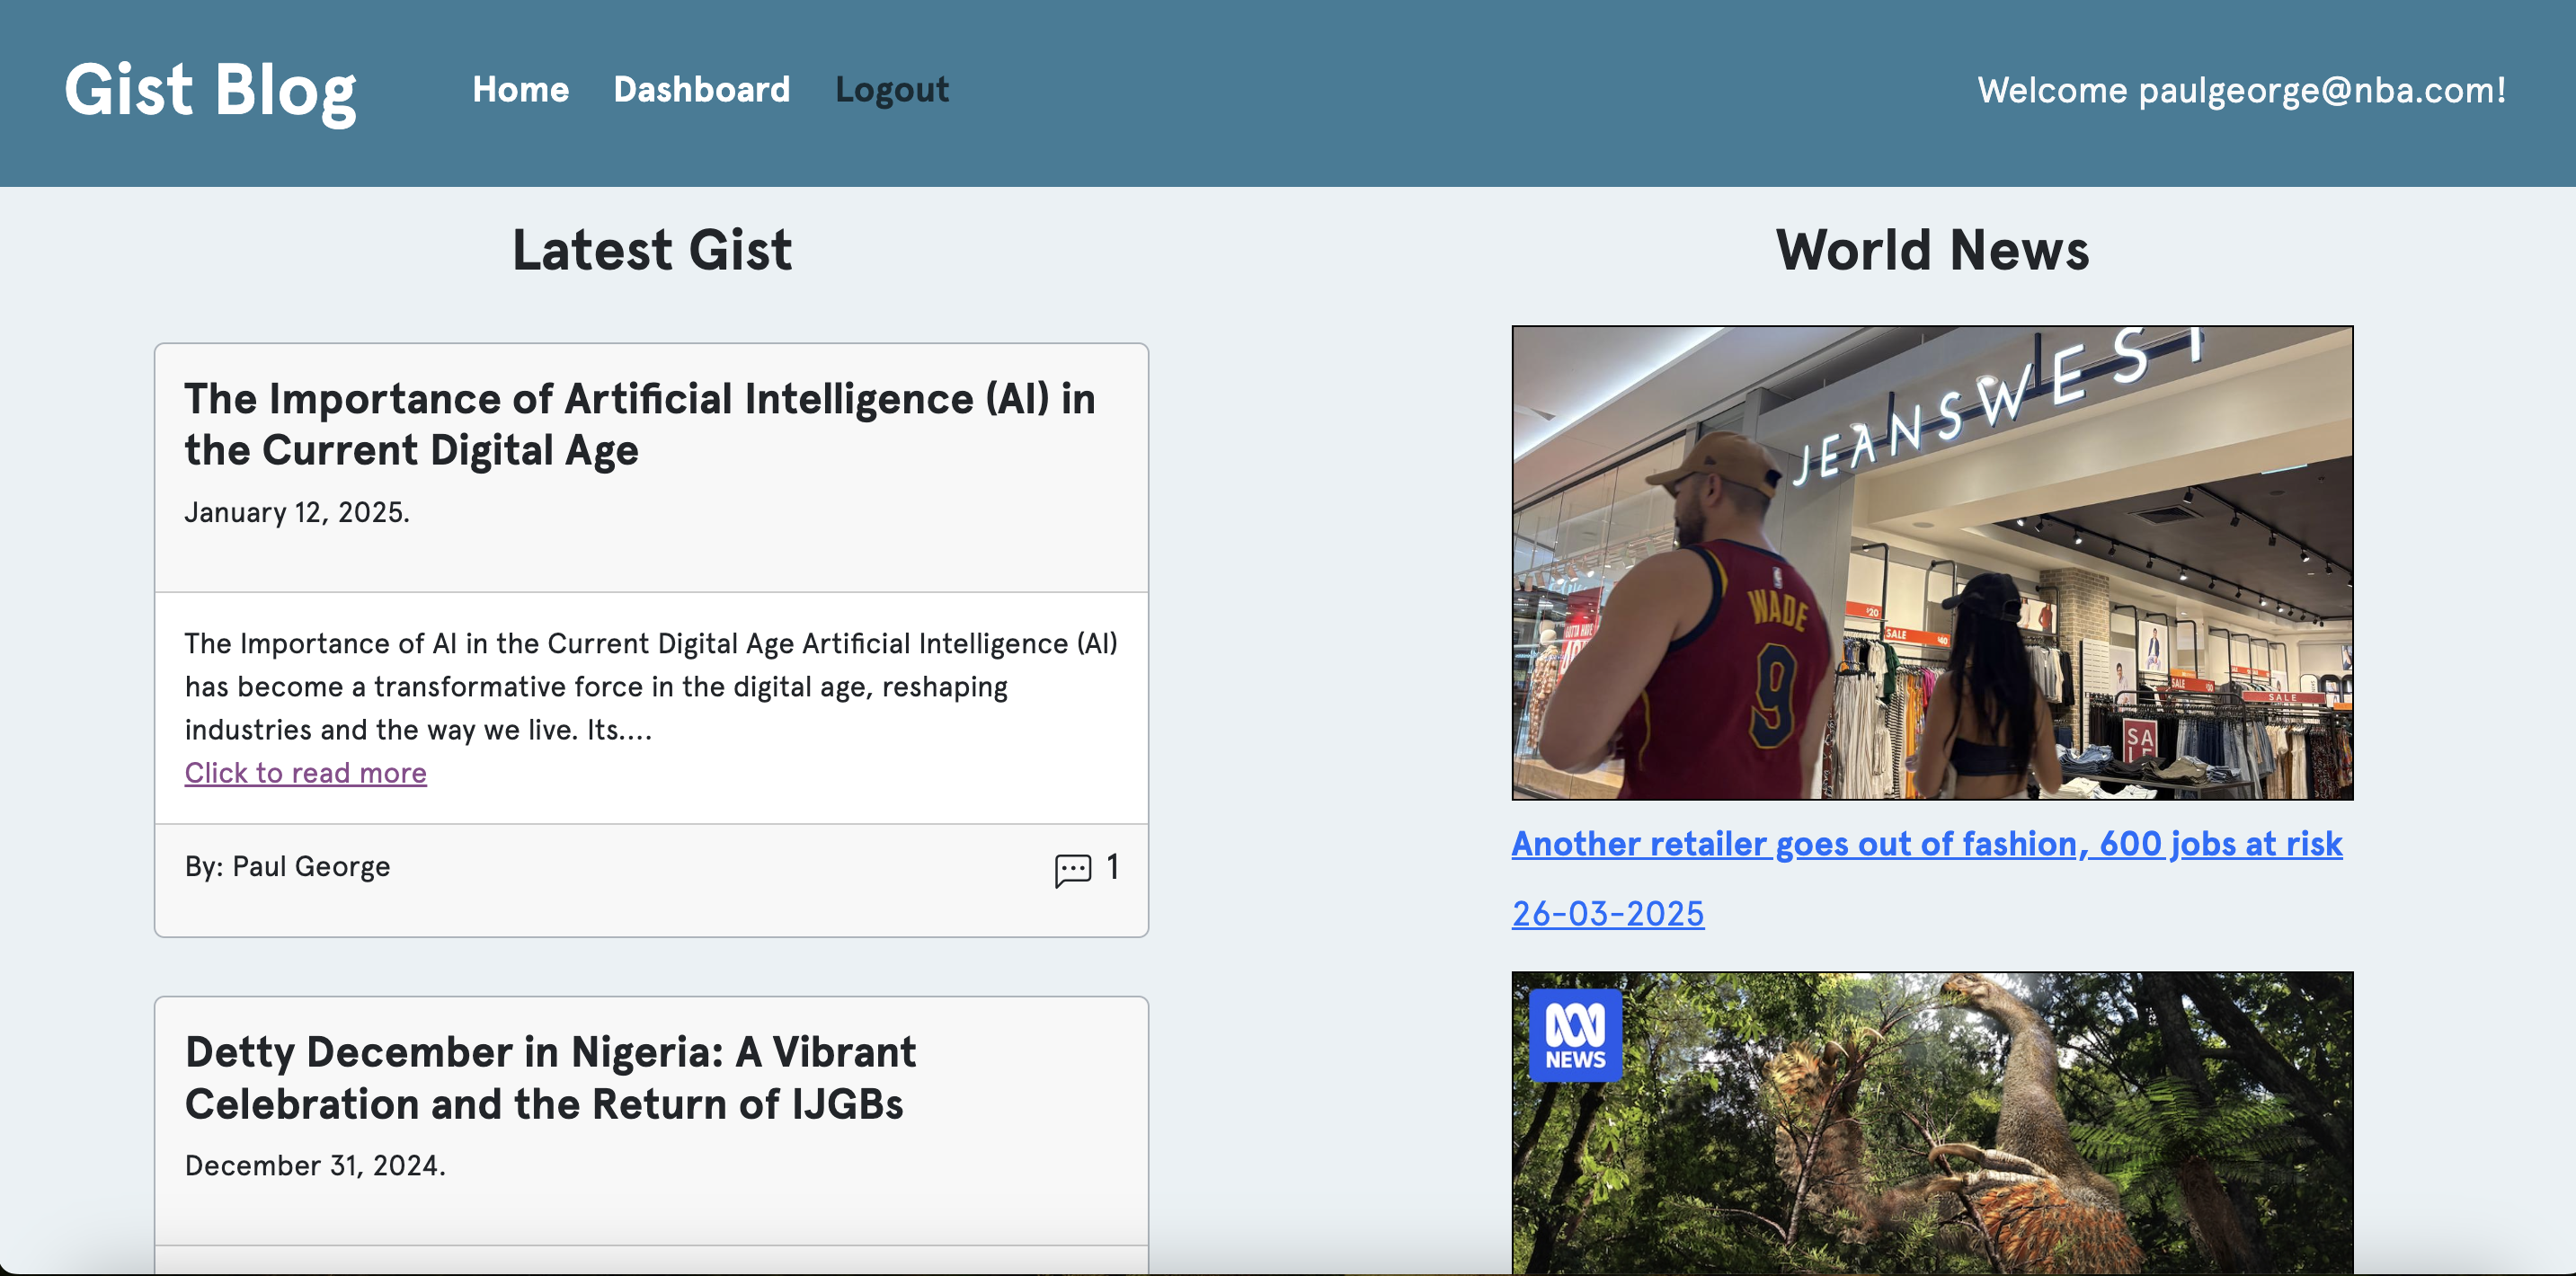 Gist Blog
Home
Dashboard
Logout
Welcome paulgeorge@nba.com!
Latest Gist
The Importance of Artificial Intelligence (AI) in
the Current Digital Age
January 12, 2025.
The Importance of AI in the Current Digital Age Artificial Intelligence (AI)
has become a transformative force in the digital age, reshaping
industries and the way we live. Its....
Click to read more
By: Paul George
1
Detty December in Nigeria: A Vibrant
Celebration and the Return of IJGBs
December 31, 2024.
World News
JEANSWEST
WADE
9
$20
SALE
SALE
SALE
SA
LE
Another retailer goes out of fashion, 600 jobs at risk
26-03-2025
NEWS